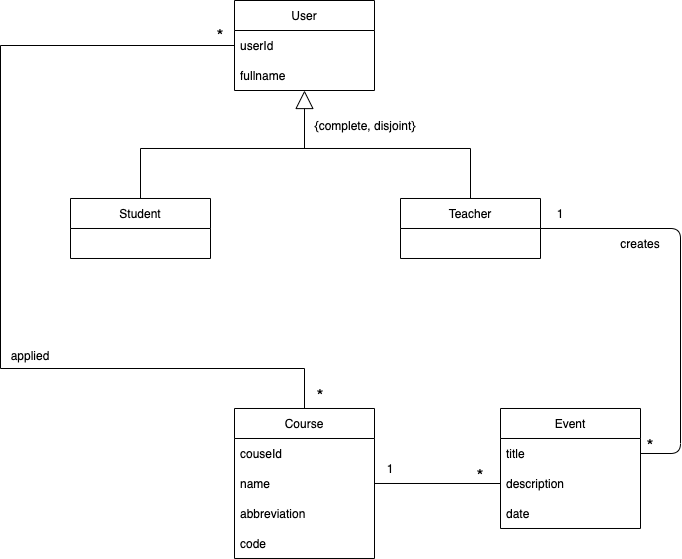 User
*
userId
fullname
{complete, disjoint}
Student
Teacher
1
creates
applied
*
Course
Event
couseId
title
*
name
1
*
description
abbreviation
date
code